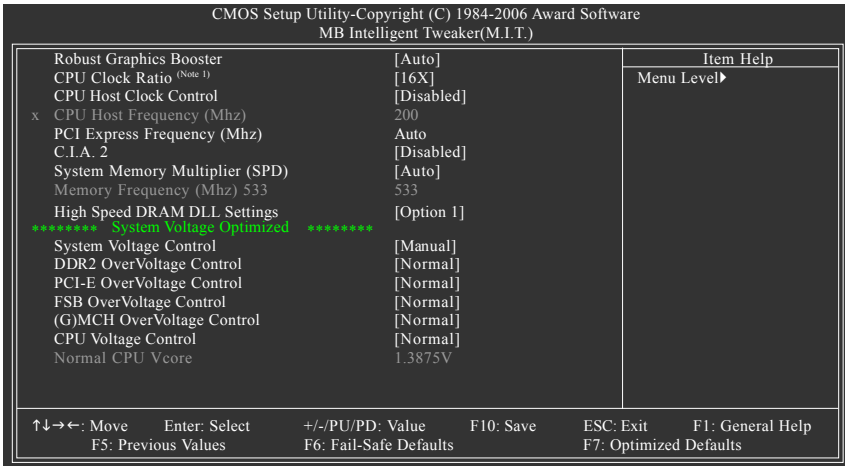 CMOS Setup Utility-Copyright (C) 1984-2006 Award Software
MB Intelligent Tweaker(M.I.T.)
Robust Graphics Booster [Auto] Item Help
CPU Clock Ratio (Note 1) [16X] Menu Level▶
CPU Host Clock Control [Disabled]
x CPU Host Frequency (Mhz) 200
PCI Express Frequency (Mhz) Auto
C.I.A. 2 [Disabled]
System Memory Multiplier (SPD) [Auto]
Memory Frequency (Mhz) 533 533
High Speed DRAM DLL Settings [Option 1]
******** System Voltage Optimized ********
System Voltage Control [Manual]
DDR2 OverVoltage Control [Normal]
PCI-E OverVoltage Control [Normal]
FSB OverVoltage Control [Normal]
(G)MCH OverVoltage Control [Normal]
CPU Voltage Control [Normal]
Normal CPU Vcore 1.3875V
↑↓→←: Move Enter: Select +/-/PU/PD: Value F10: Save ESC: Exit F1: General Help
F5: Previous Values F6: Fail-Safe Defaults F7: Optimized Defaults